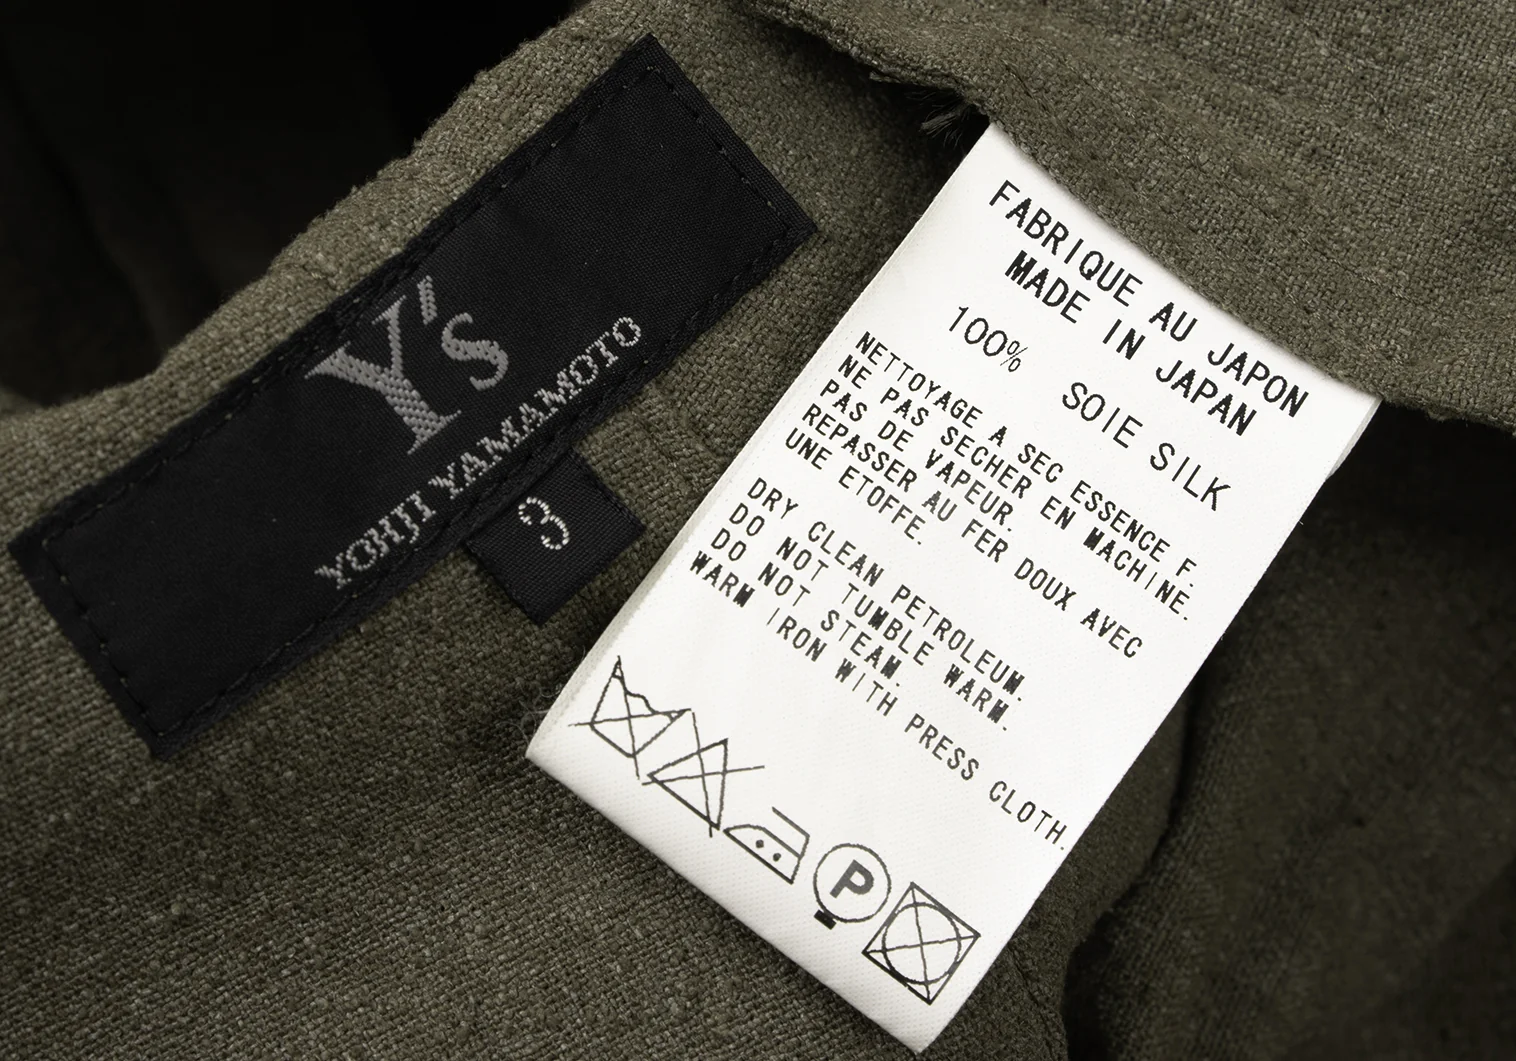 Y's
YOHJI YAMAMOTO
3
FABRIQUE AU JAPON
MADE IN JAPAN
100% SOIE SILK
NETTOYAGE A SEC ESSENCE F.
NE PAS SECHER EN MACHINE.
PAS DE VAPEUR.
REPASSER AU FER DOUX AVEC
UNE ETOFFE.
DRY CLEAN PETROLEUM.
DO NOT TUMBLE WARM.
DO NOT STEAM.
WARM IRON WITH PRESS CLOTH.
P